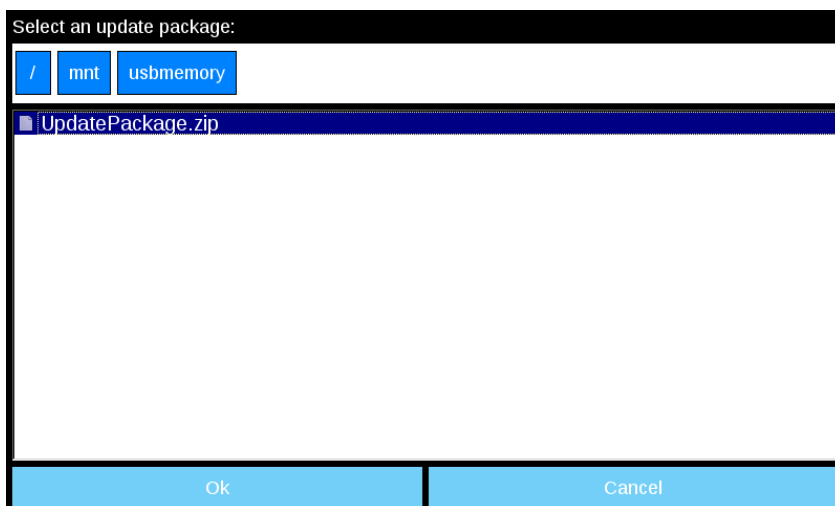 Select an update package:
/ mnt usbmemory
UpdatePackage.zip
Ok Cancel